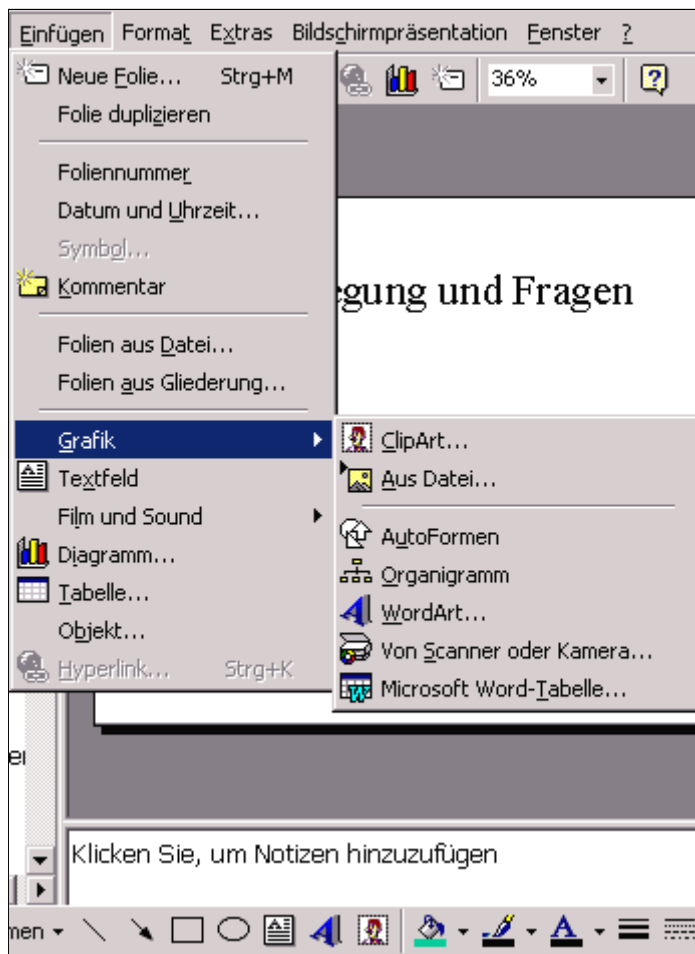 Einfügen Format Extras Bildschirmpräsentation Fenster ?
Neue Folie... Strg+M
36%
Folie duplizieren
Foliennummer
Datum und Uhrzeit...
Symbol...
Kommentar
egung und Fragen
Folien aus Datei...
Folien aus Gliederung...
Grafik
Textfeld
Film und Sound
Diagramm...
Tabelle...
Objekt...
Hyperlink... Strg+K
ClipArt...
Aus Datei...
AutoFormen
Organigramm
WordArt...
Von Scanner oder Kamera...
Microsoft Word-Tabelle...
er
Klicken Sie, um Notizen hinzuzufügen
men